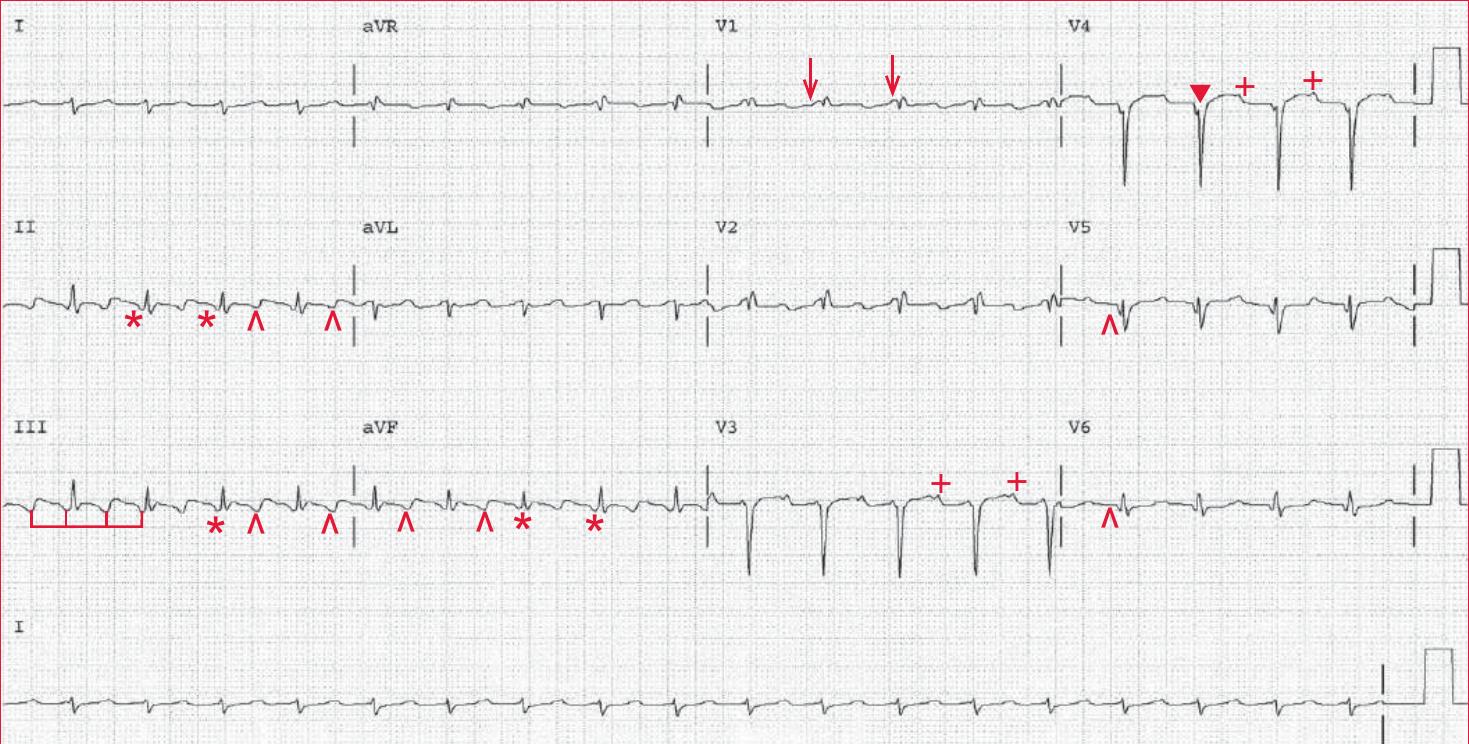 I aVR V1 V4
+ +
II aVL V2 V5
* * ^ ^ ^
III aVF V3 V6
+ +
* ^ ^ ^ ^ * * ^
I